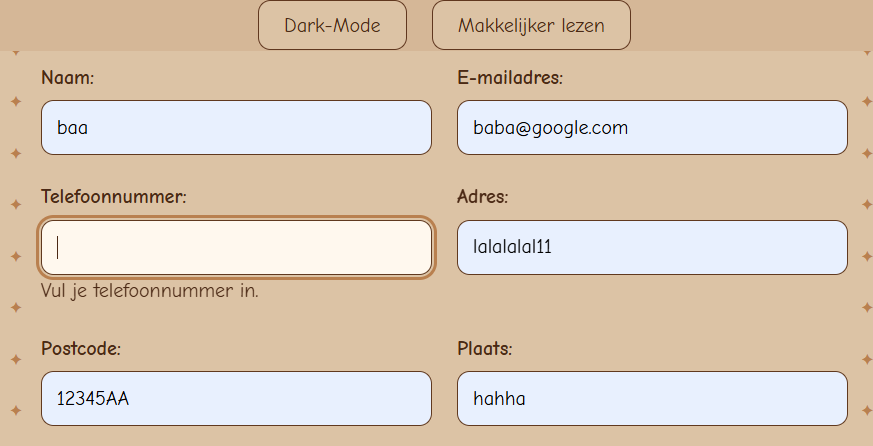 Dark-Mode
Makkelijker lezen
Naam:
E-mailadres:
baa
baba@google.com
Telefoonnummer:
Adres:
lalalalal11
Vul je telefoonnummer in.
Postcode:
Plaats:
12345AA
hahha